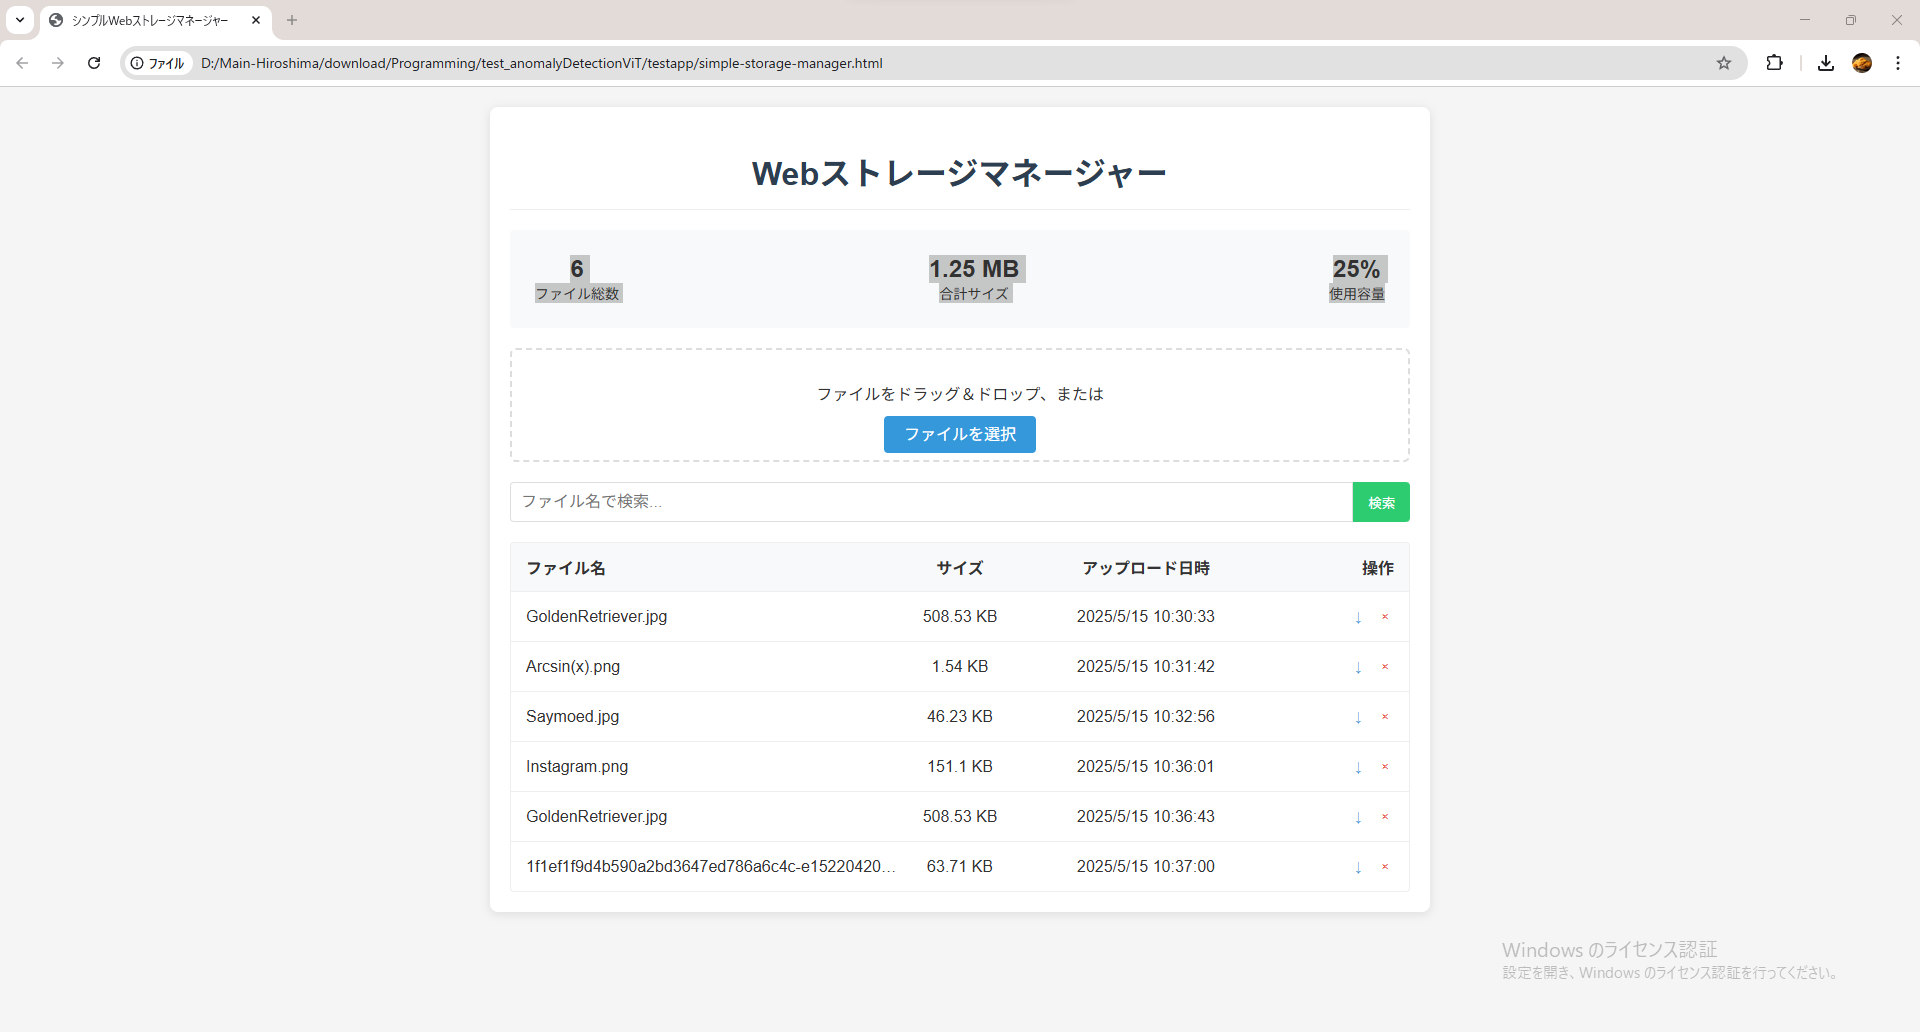 シンプルWebストレージマネージャー
ファイル
D:/Main-Hiroshima/download/Programming/test_anomalyDetectionViT/testapp/simple-storage-manager.html
Webストレージマネージャー
6 1.25 MB 25%
ファイル総数 合計サイズ 使用容量
ファイルをドラッグ＆ドロップ、または
ファイルを選択
ファイル名で検索... 検索
ファイル名 サイズ アップロード日時 操作
GoldenRetriever.jpg 508.53 KB 2025/5/15 10:30:33 ↓ ×
Arcsin(x).png 1.54 KB 2025/5/15 10:31:42 ↓ ×
Saymoed.jpg 46.23 KB 2025/5/15 10:32:56 ↓ ×
Instagram.png 151.1 KB 2025/5/15 10:36:01 ↓ ×
GoldenRetriever.jpg 508.53 KB 2025/5/15 10:36:43 ↓ ×
1f1ef1f9d4b590a2bd3647ed786a6c4c-e15220420... 63.71 KB 2025/5/15 10:37:00 ↓ ×
Windows のライセンス認証
設定を開き、Windows のライセンス認証を行ってください。